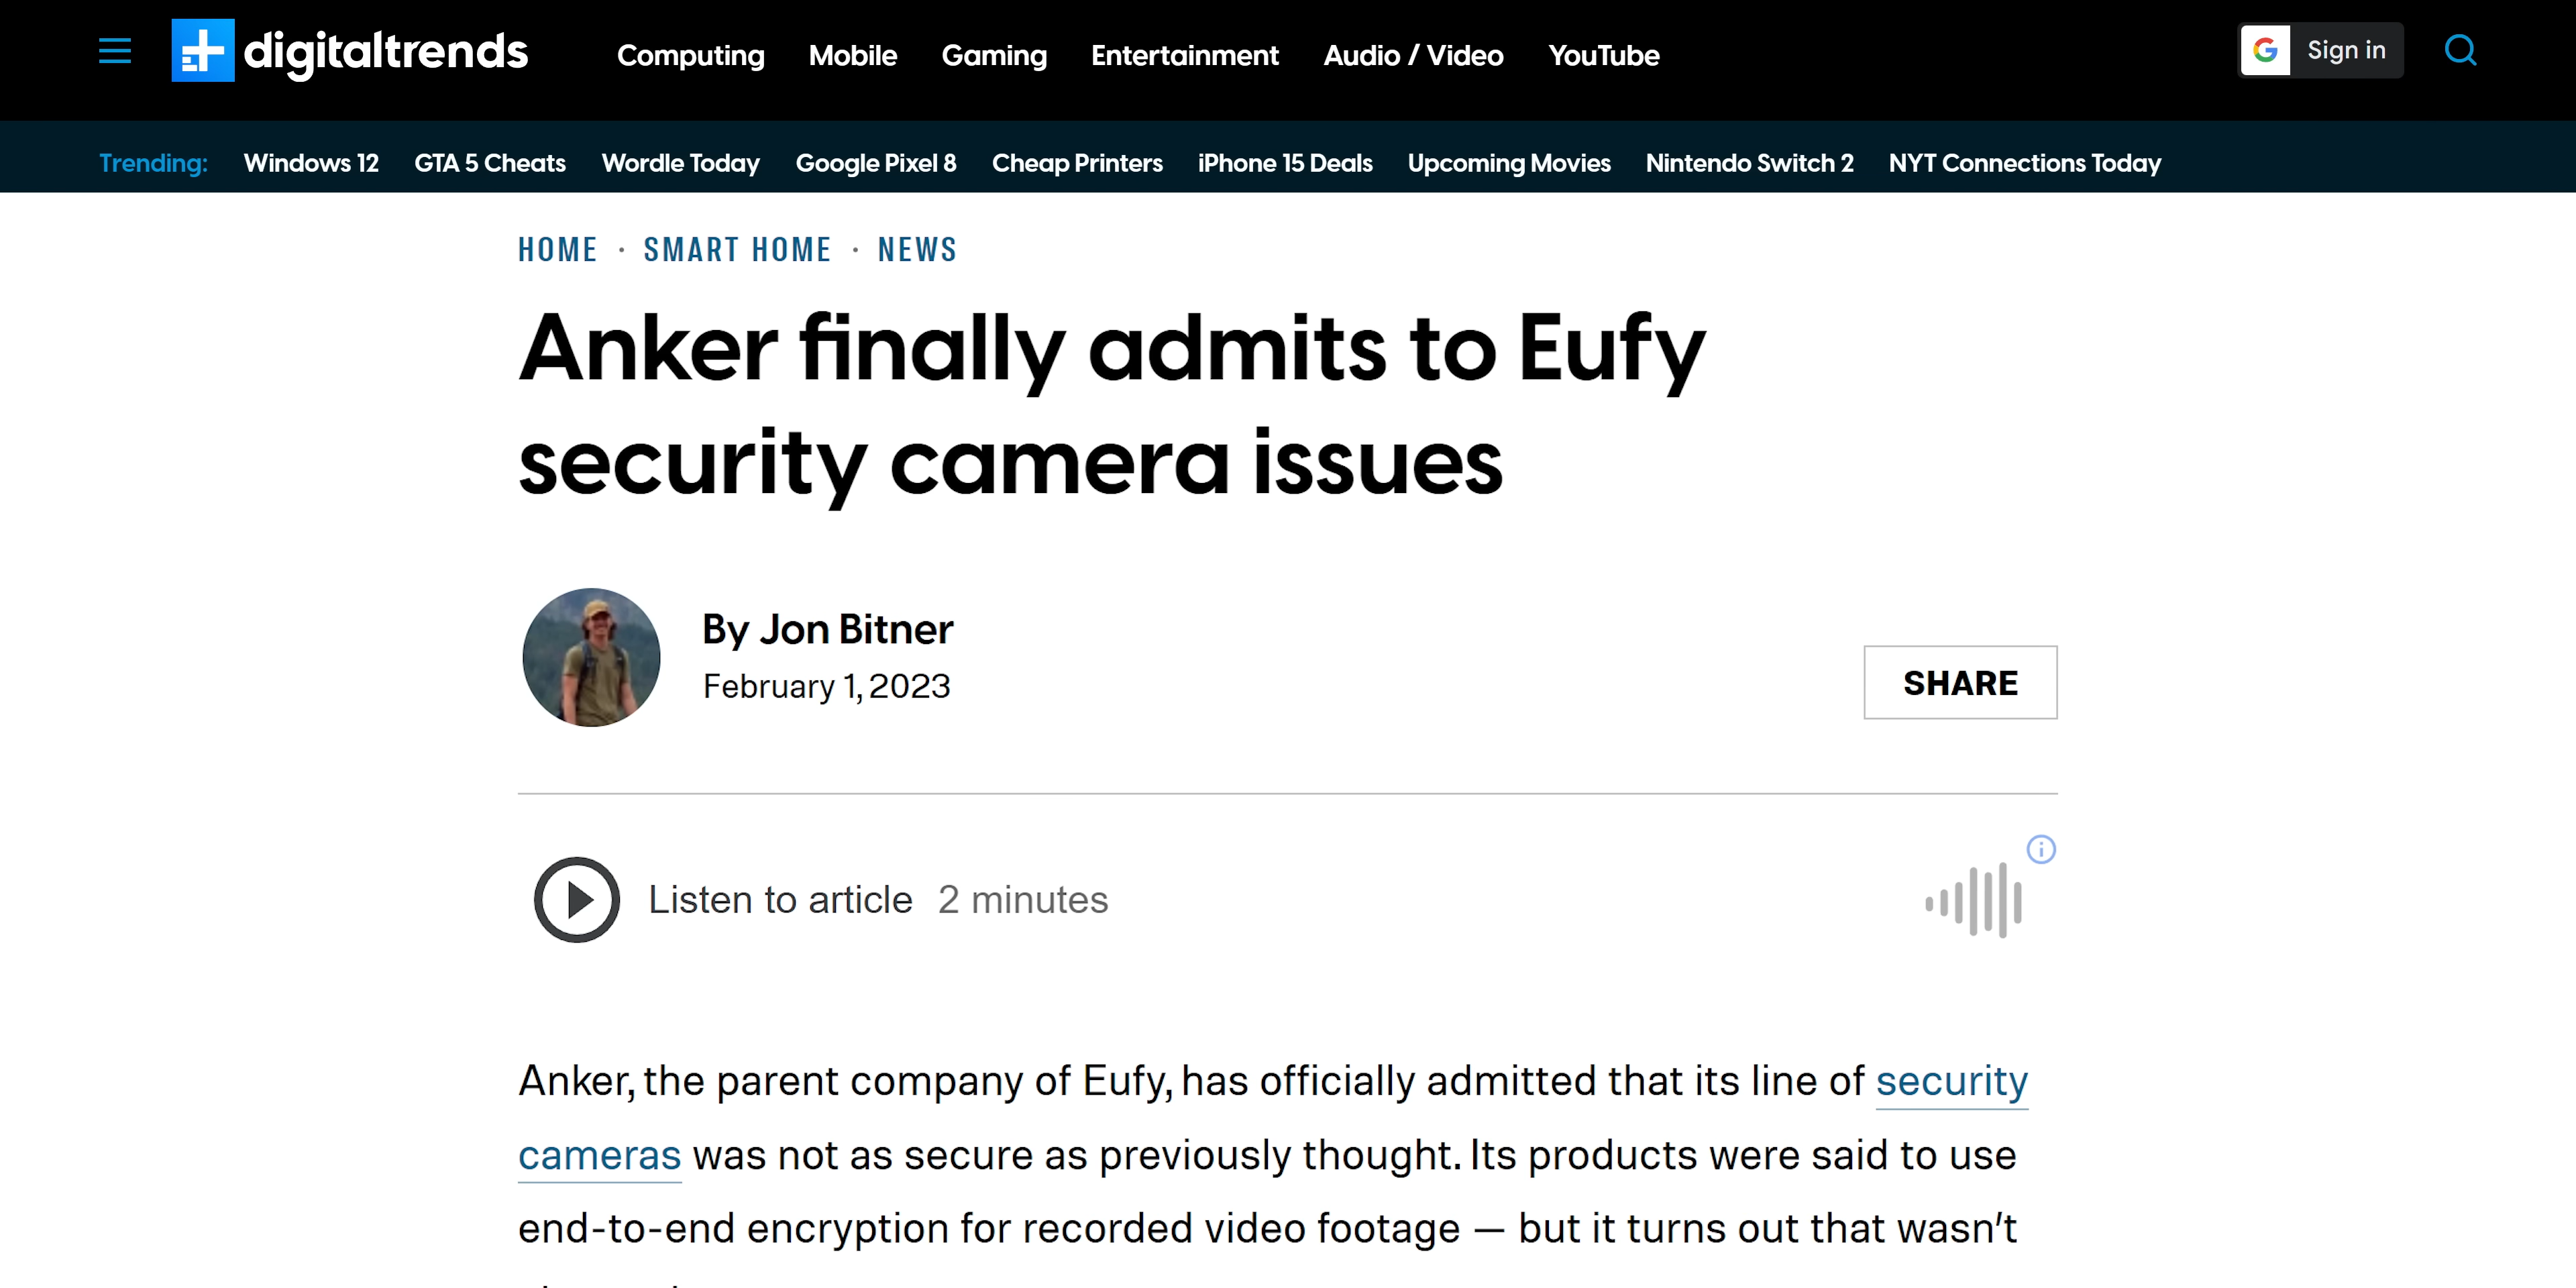 digitaltrends
Computing Mobile Gaming Entertainment Audio / Video YouTube
Sign in
Trending: Windows 12 GTA 5 Cheats Wordle Today Google Pixel 8 Cheap Printers iPhone 15 Deals Upcoming Movies Nintendo Switch 2 NYT Connections Today
HOME · SMART HOME · NEWS
Anker finally admits to Eufy
security camera issues
By Jon Bitner
February 1, 2023
SHARE
Listen to article 2 minutes
Anker, the parent company of Eufy, has officially admitted that its line of security
cameras was not as secure as previously thought. Its products were said to use
end-to-end encryption for recorded video footage — but it turns out that wasn’t